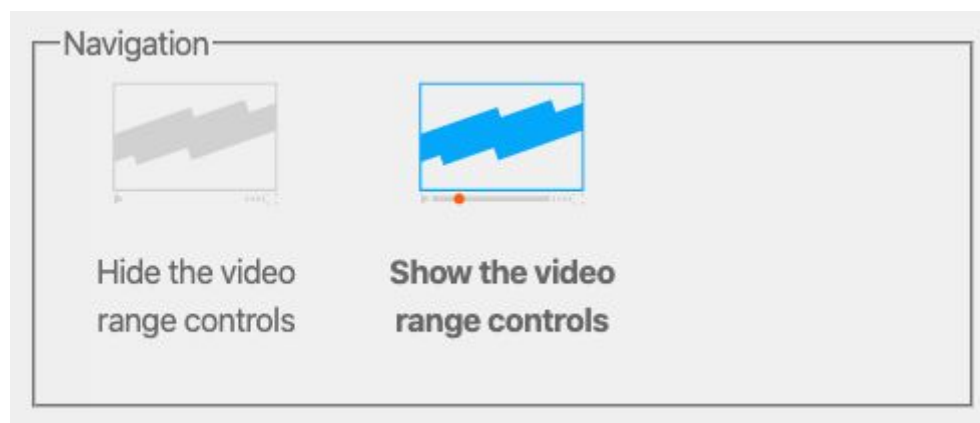 Navigation
Hide the video
range controls
Show the video
range controls